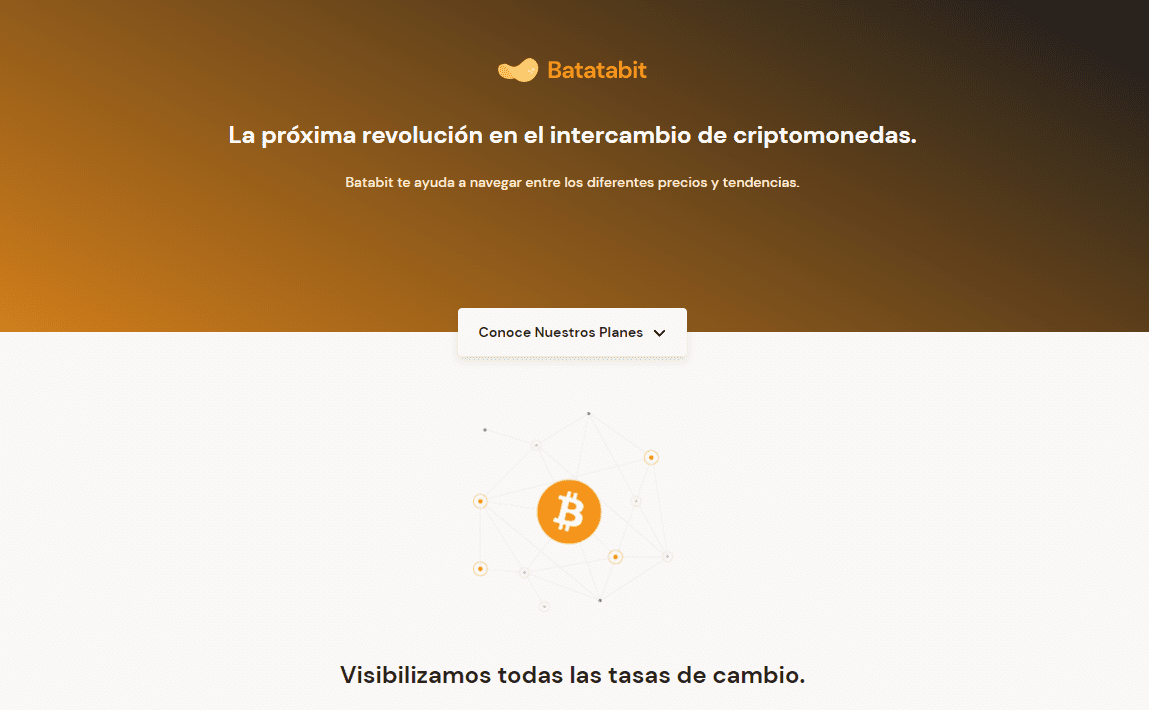 Batatabit
La próxima revolución en el intercambio de criptomonedas.
Batabit te ayuda a navegar entre los diferentes precios y tendencias.
Conoce Nuestros Planes
Visibilizamos todas las tasas de cambio.